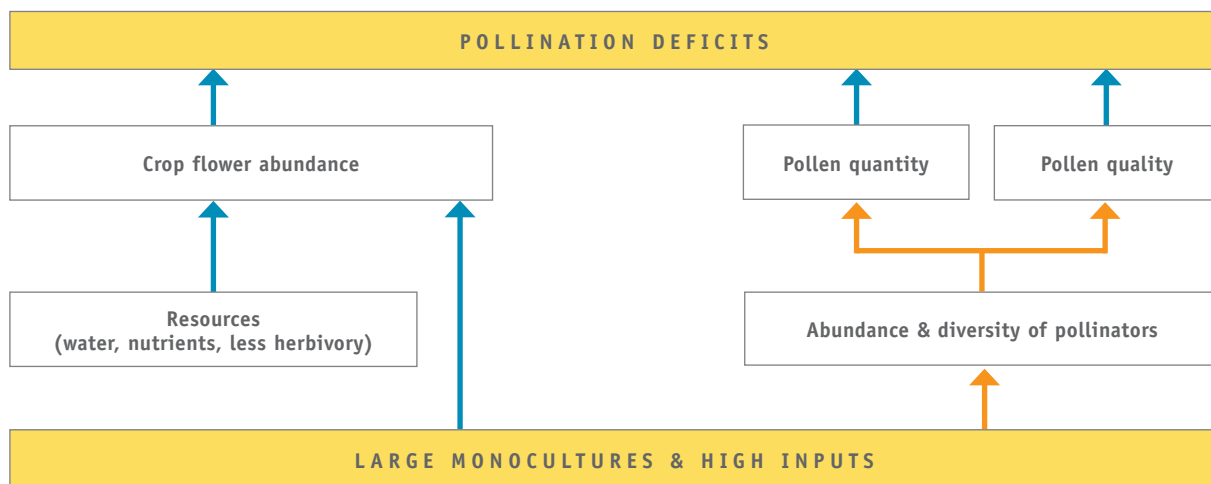 POLLINATION DEFICITS
Crop flower abundance
Pollen quantity
Pollen quality
Resources
(water, nutrients, less herbivory)
Abundance & diversity of pollinators
LARGE MONOCULTURES & HIGH INPUTS